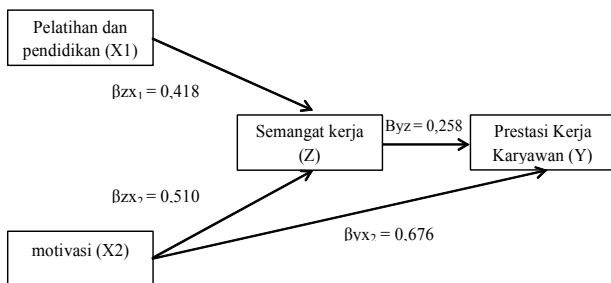 Pelatihan dan
pendidikan (X1)
βzx₁ = 0,418
Semangat kerja
(Z)
Byz = 0,258
Prestasi Kerja
Karyawan (Y)
βzx₂ = 0,510
motivasi (X2)
βyx₂ = 0,676